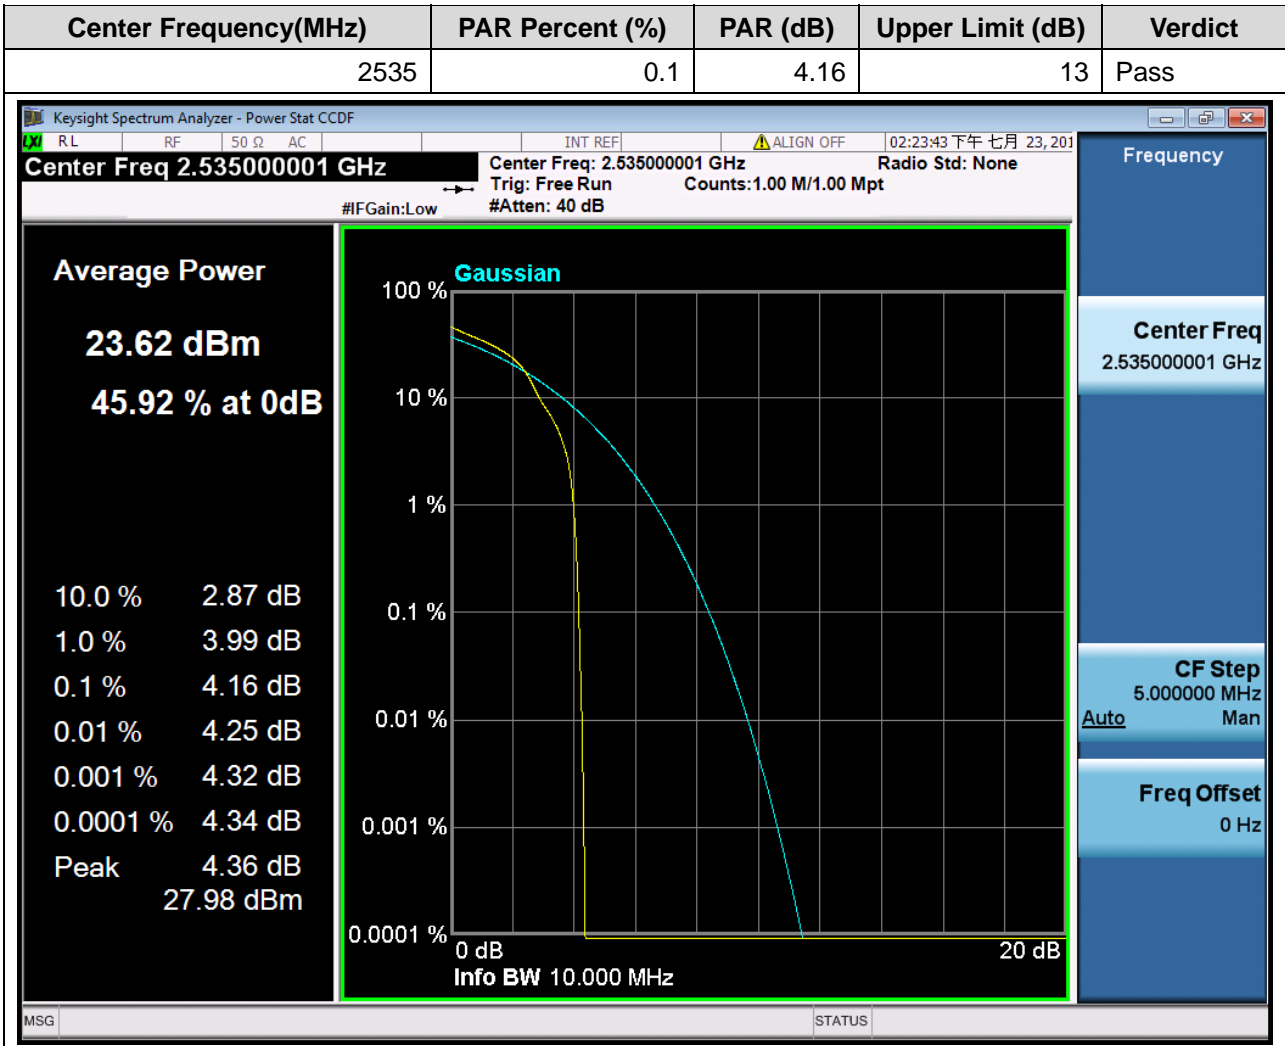 Center Frequency(MHz) PAR Percent (%) PAR (dB) Upper Limit (dB) Verdict
2535 0.1 4.16 13 Pass
Keysight Spectrum Analyzer - Power Stat CCDF
LXI RL RF 50 Ω AC INT REF ALIGN OFF 02:23:43 下午 七月 23, 201
Center Freq 2.535000001 GHz
#IFGain:Low
Center Freq: 2.535000001 GHz Radio Std: None
Trig: Free Run Counts:1.00 M/1.00 Mpt
#Atten: 40 dB
Average Power
23.62 dBm
45.92 % at 0dB
10.0 % 2.87 dB
1.0 % 3.99 dB
0.1 % 4.16 dB
0.01 % 4.25 dB
0.001 % 4.32 dB
0.0001 % 4.34 dB
Peak 4.36 dB
27.98 dBm
Gaussian
100 %
10 %
1 %
0.1 %
0.01 %
0.001 %
0.0001 %
0 dB 20 dB
Info BW 10.000 MHz
Frequency
Center Freq
2.535000001 GHz
CF Step
5.000000 MHz
Auto Man
Freq Offset
0 Hz
MSG STATUS